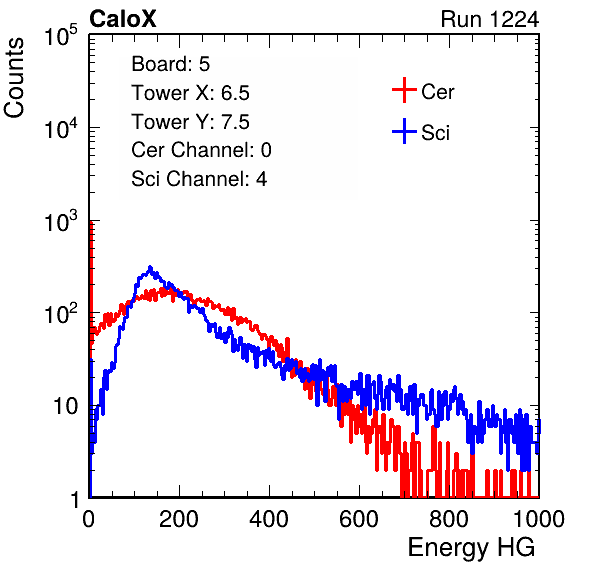 CaloX Run 1224
Counts
10^5
10^4
10^3
10^2
10
1
Board: 5
Tower X: 6.5
Tower Y: 7.5
Cer Channel: 0
Sci Channel: 4
Cer
Sci
0 200 400 600 800 1000
Energy HG